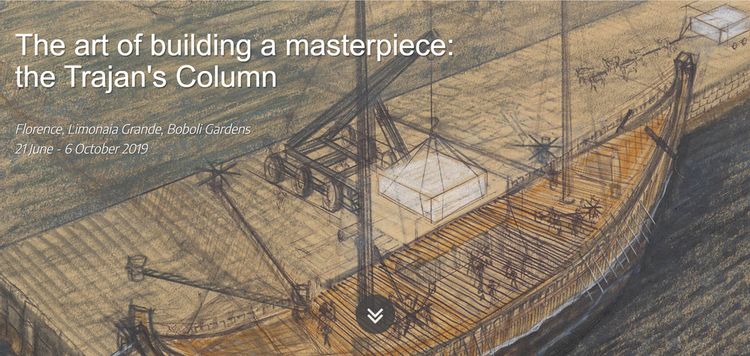 The art of building a masterpiece:
the Trajan's Column
Florence, Limonaia Grande, Boboli Gardens
21 June - 6 October 2019